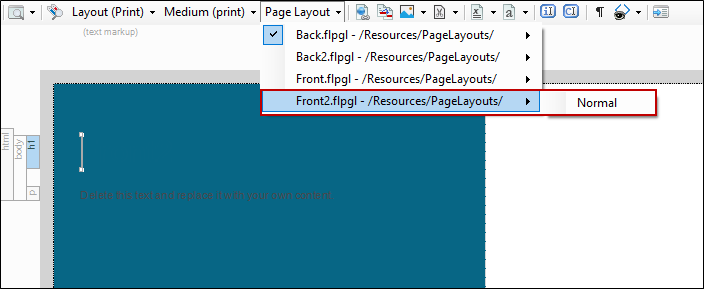 Layout (Print) Medium (print) Page Layout ¶
(text markup)
Back.flpgl - /Resources/PageLayouts/
Back2.flpgl - /Resources/PageLayouts/
Front.flpgl - /Resources/PageLayouts/
Front2.flpgl - /Resources/PageLayouts/ Normal
html
body
h1
p